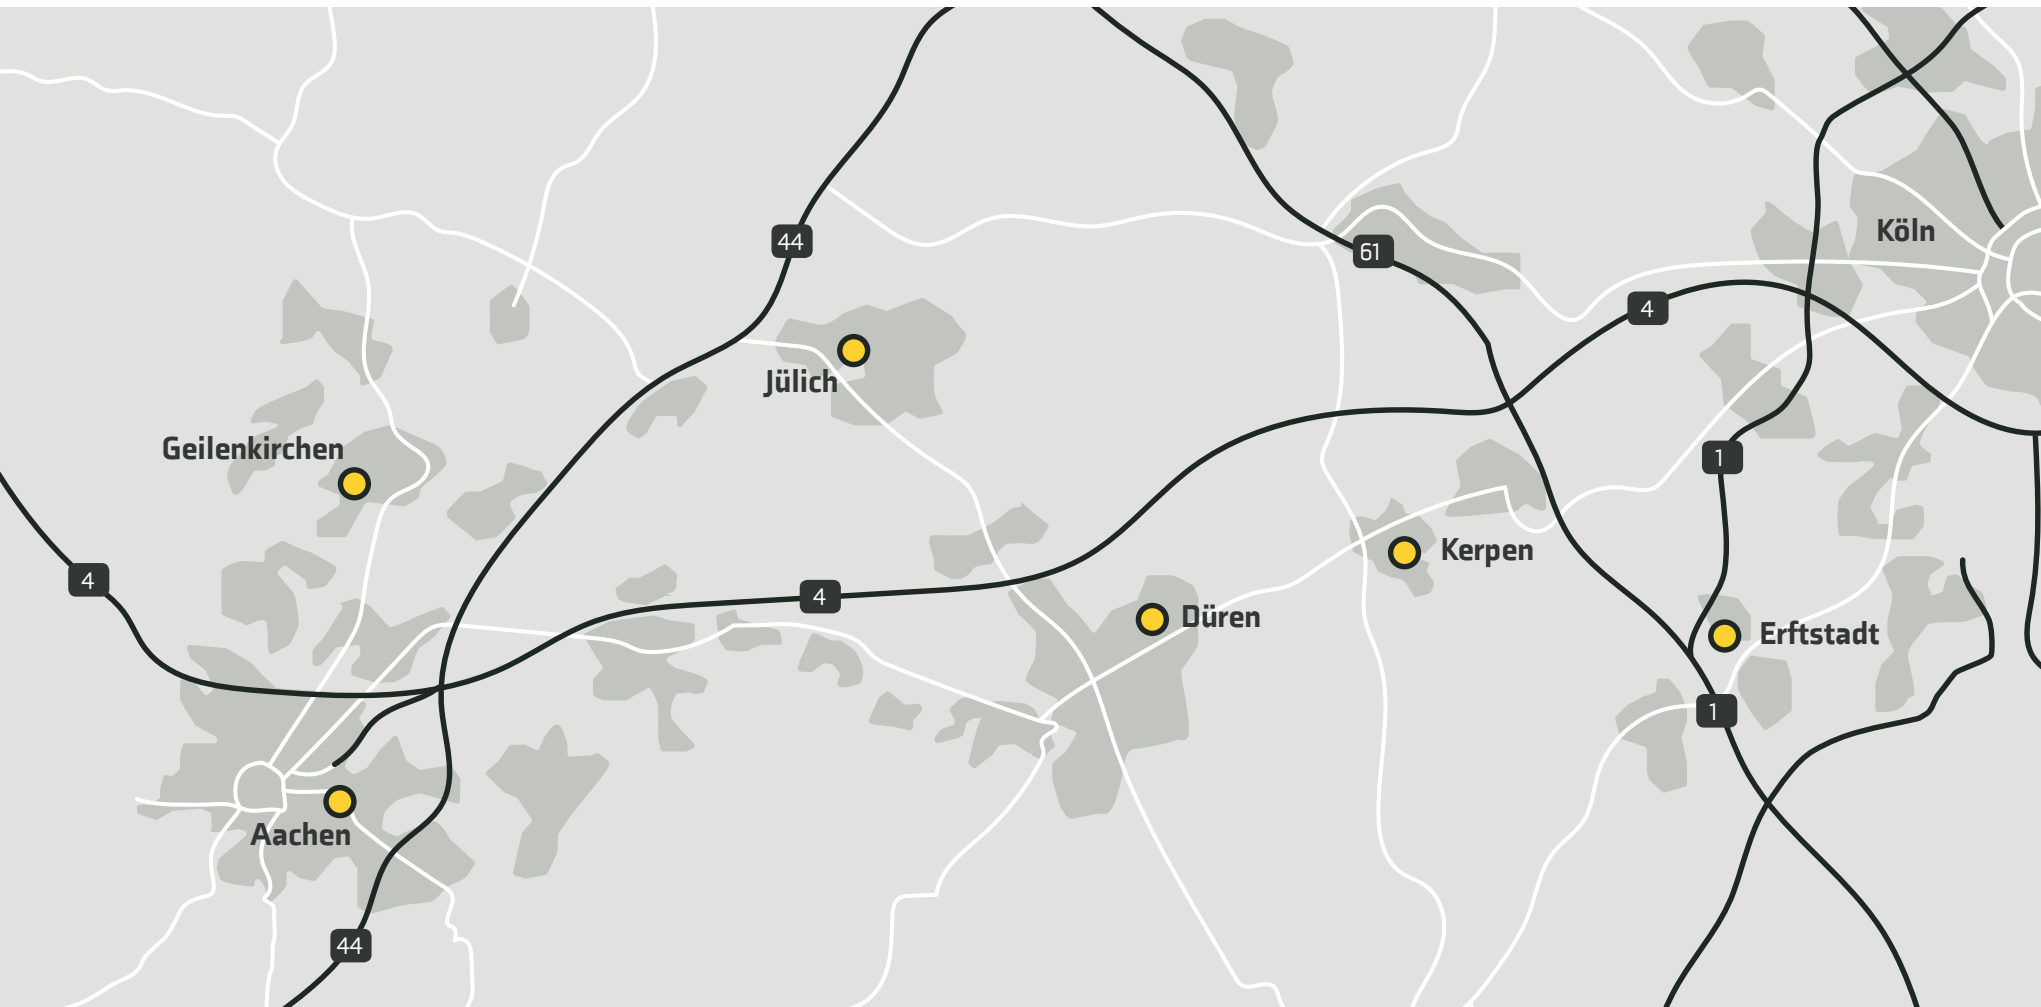 Köln
44
61
4
Jülich
Geilenkirchen
1
Kerpen
4
4
Düren
Erftstadt
1
Aachen
44